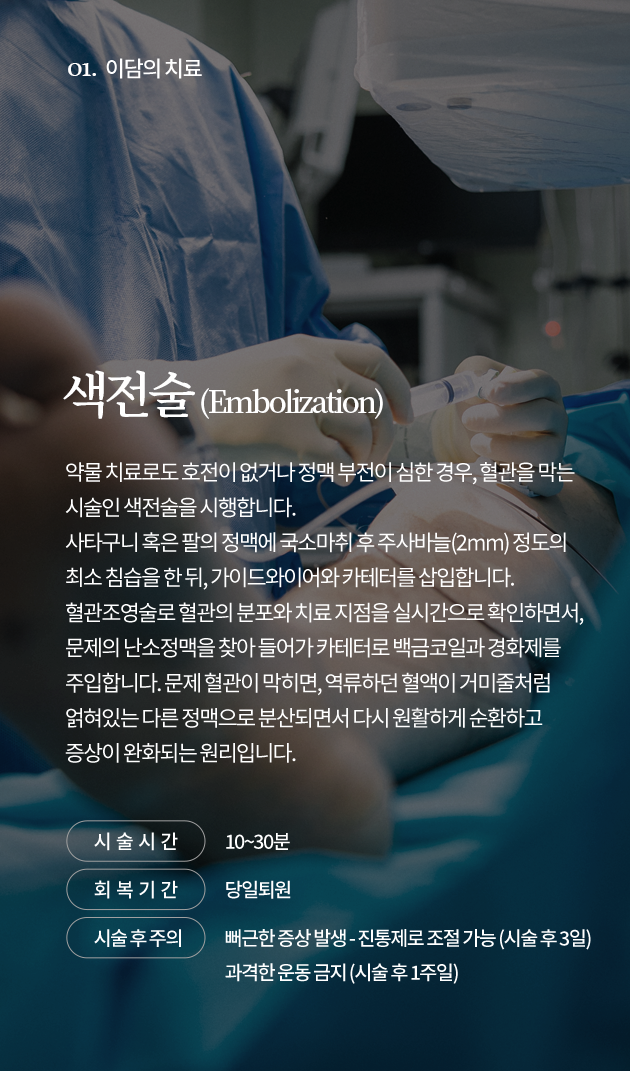 01. 이담의 치료
색전술 (Embolization)
약물 치료로도 호전이 없거나 정맥 부전이 심한 경우, 혈관을 막는
시술인 색전술을 시행합니다.
사타구니 혹은 팔의 정맥에 국소마취 후 주사바늘(2mm) 정도의
최소 침습을 한 뒤, 가이드와이어와 카테터를 삽입합니다.
혈관조영술로 혈관의 분포와 치료 지점을 실시간으로 확인하면서,
문제의 난소정맥을 찾아 들어가 카테터로 백금코일과 경화제를
주입합니다. 문제 혈관이 막히면, 역류하던 혈액이 거미줄처럼
얽혀있는 다른 정맥으로 분산되면서 다시 원활하게 순환하고
증상이 완화되는 원리입니다.
시술시간 10~30분
회복기간 당일퇴원
시술 후 주의 뻐근한 증상 발생 - 진통제로 조절 가능 (시술 후 3일)
과격한 운동 금지 (시술 후 1주일)